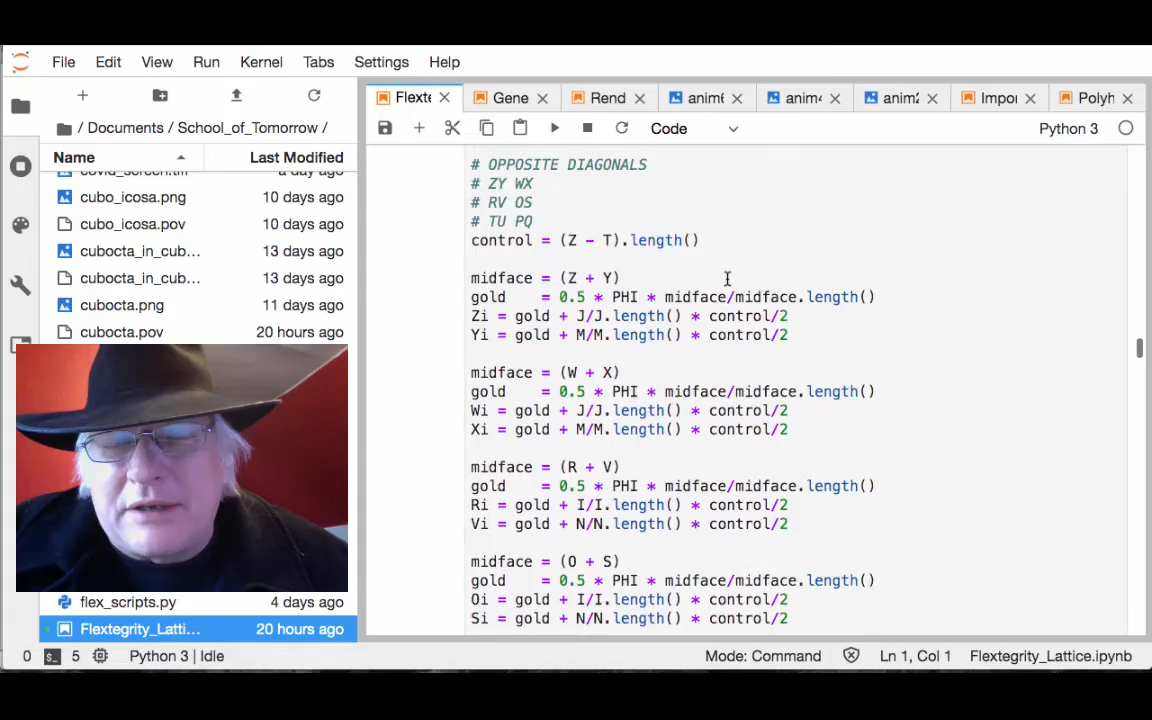 File Edit View Run Kernel Tabs Settings Help
Flexte Gene Rend anim6 anim4 anim2 Impor Polyh
/ Documents / School_of_Tomorrow /
Code
Python 3
Name Last Modified
covid_screen.tiff a day ago
cubo_icosa.png 10 days ago
cubo_icosa.pov 10 days ago
cubocta_in_cub... 13 days ago
cubocta_in_cub... 13 days ago
cubocta.png 11 days ago
cubocta.pov 20 hours ago
flex_scripts.py 4 days ago
Flextegrity_Latti... 20 hours ago
# OPPOSITE DIAGONALS
# ZY WX
# RV OS
# TU PQ
control = (Z - T).length()
midface = (Z + Y)
gold    = 0.5 * PHI * midface/midface.length()
Zi = gold + J/J.length() * control/2
Yi = gold + M/M.length() * control/2
midface = (W + X)
gold    = 0.5 * PHI * midface/midface.length()
Wi = gold + J/J.length() * control/2
Xi = gold + M/M.length() * control/2
midface = (R + V)
gold    = 0.5 * PHI * midface/midface.length()
Ri = gold + I/I.length() * control/2
Vi = gold + N/N.length() * control/2
midface = (O + S)
gold    = 0.5 * PHI * midface/midface.length()
Oi = gold + I/I.length() * control/2
Si = gold + N/N.length() * control/2
0 5 Python 3 | Idle
Mode: Command Ln 1, Col 1 Flextegrity_Lattice.ipynb